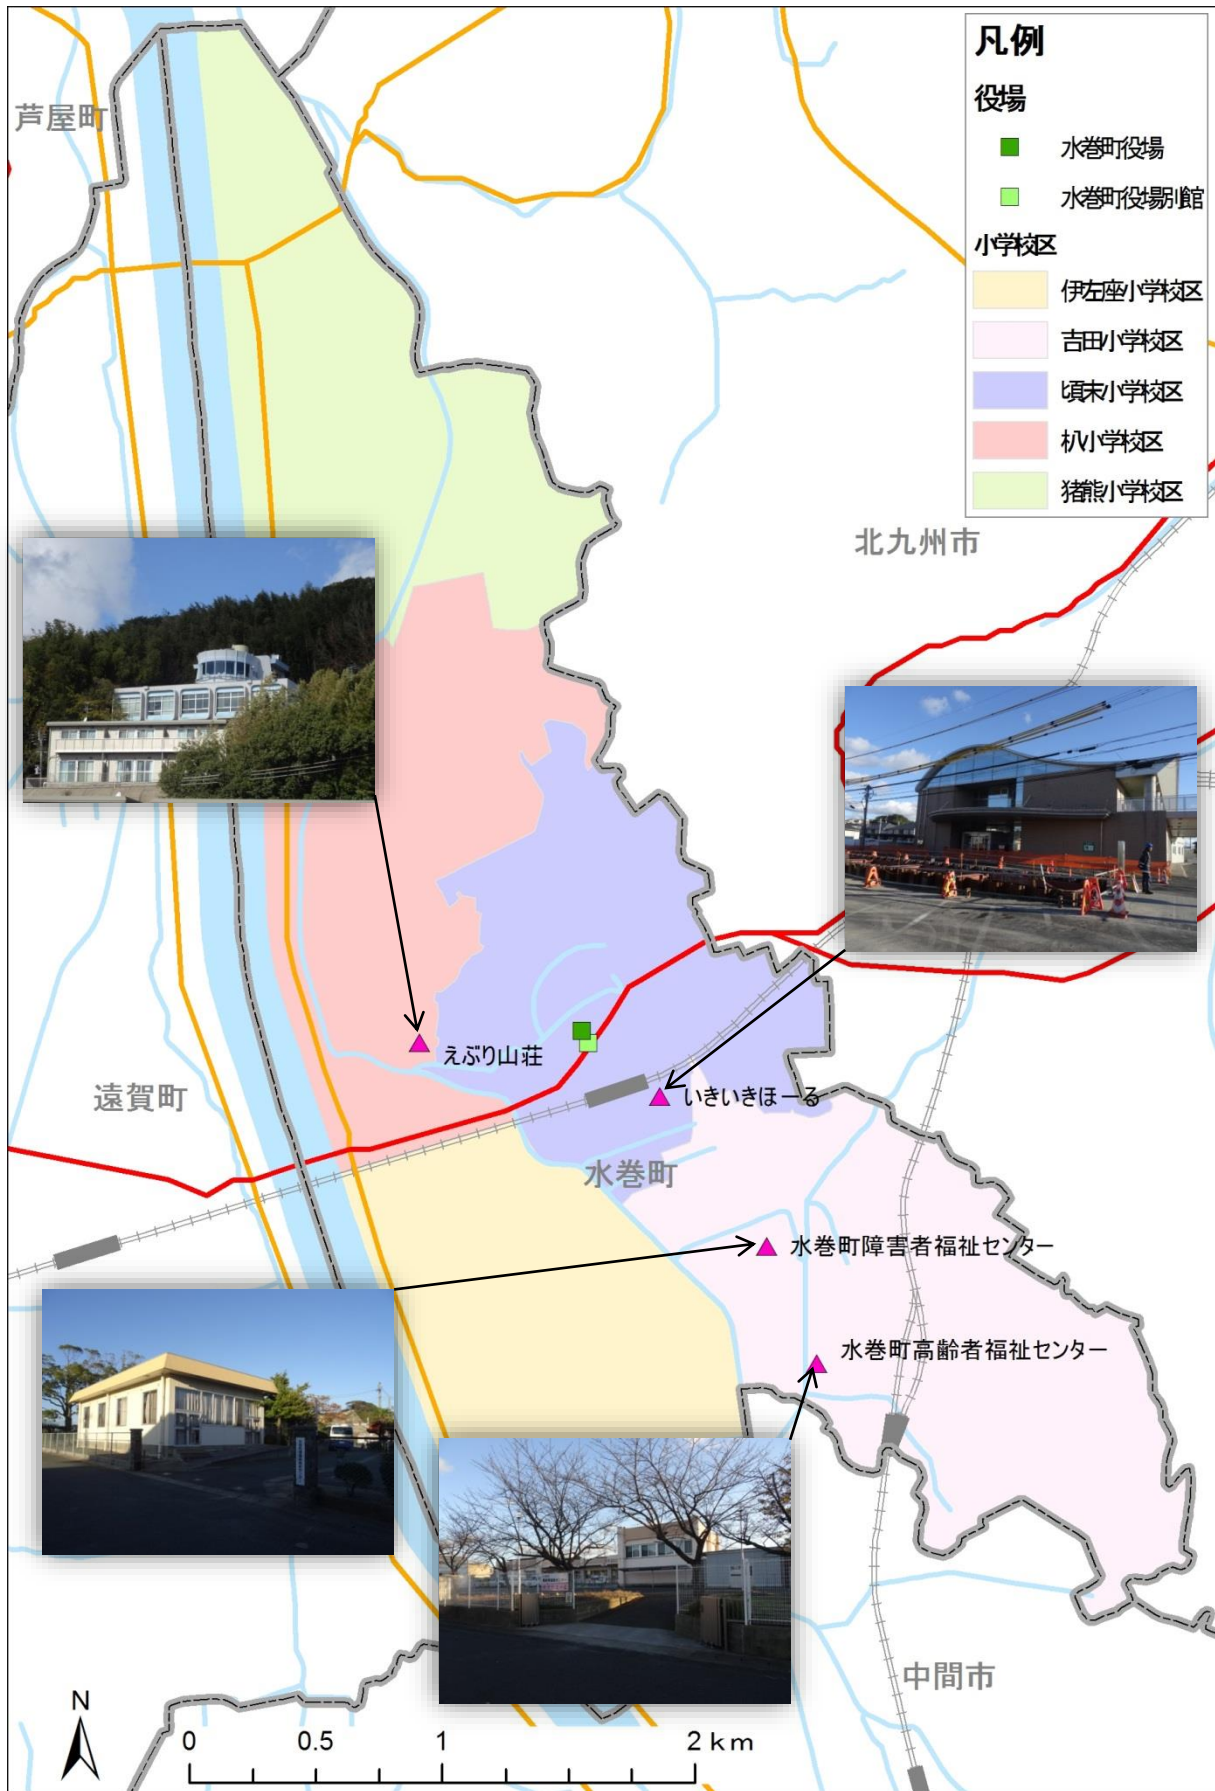 凡例
役場
水巻町役場
水巻町役場別館
小学校区
伊左座小学校区
吉田小学校区
頃末小学校区
朳小学校区
猪熊小学校区
芦屋町
北九州市
えぶり山荘
遠賀町
いきいきほーる
水巻町
水巻町障害者福祉センター
水巻町高齢者福祉センター
中間市
N
0 0.5 1 2 km